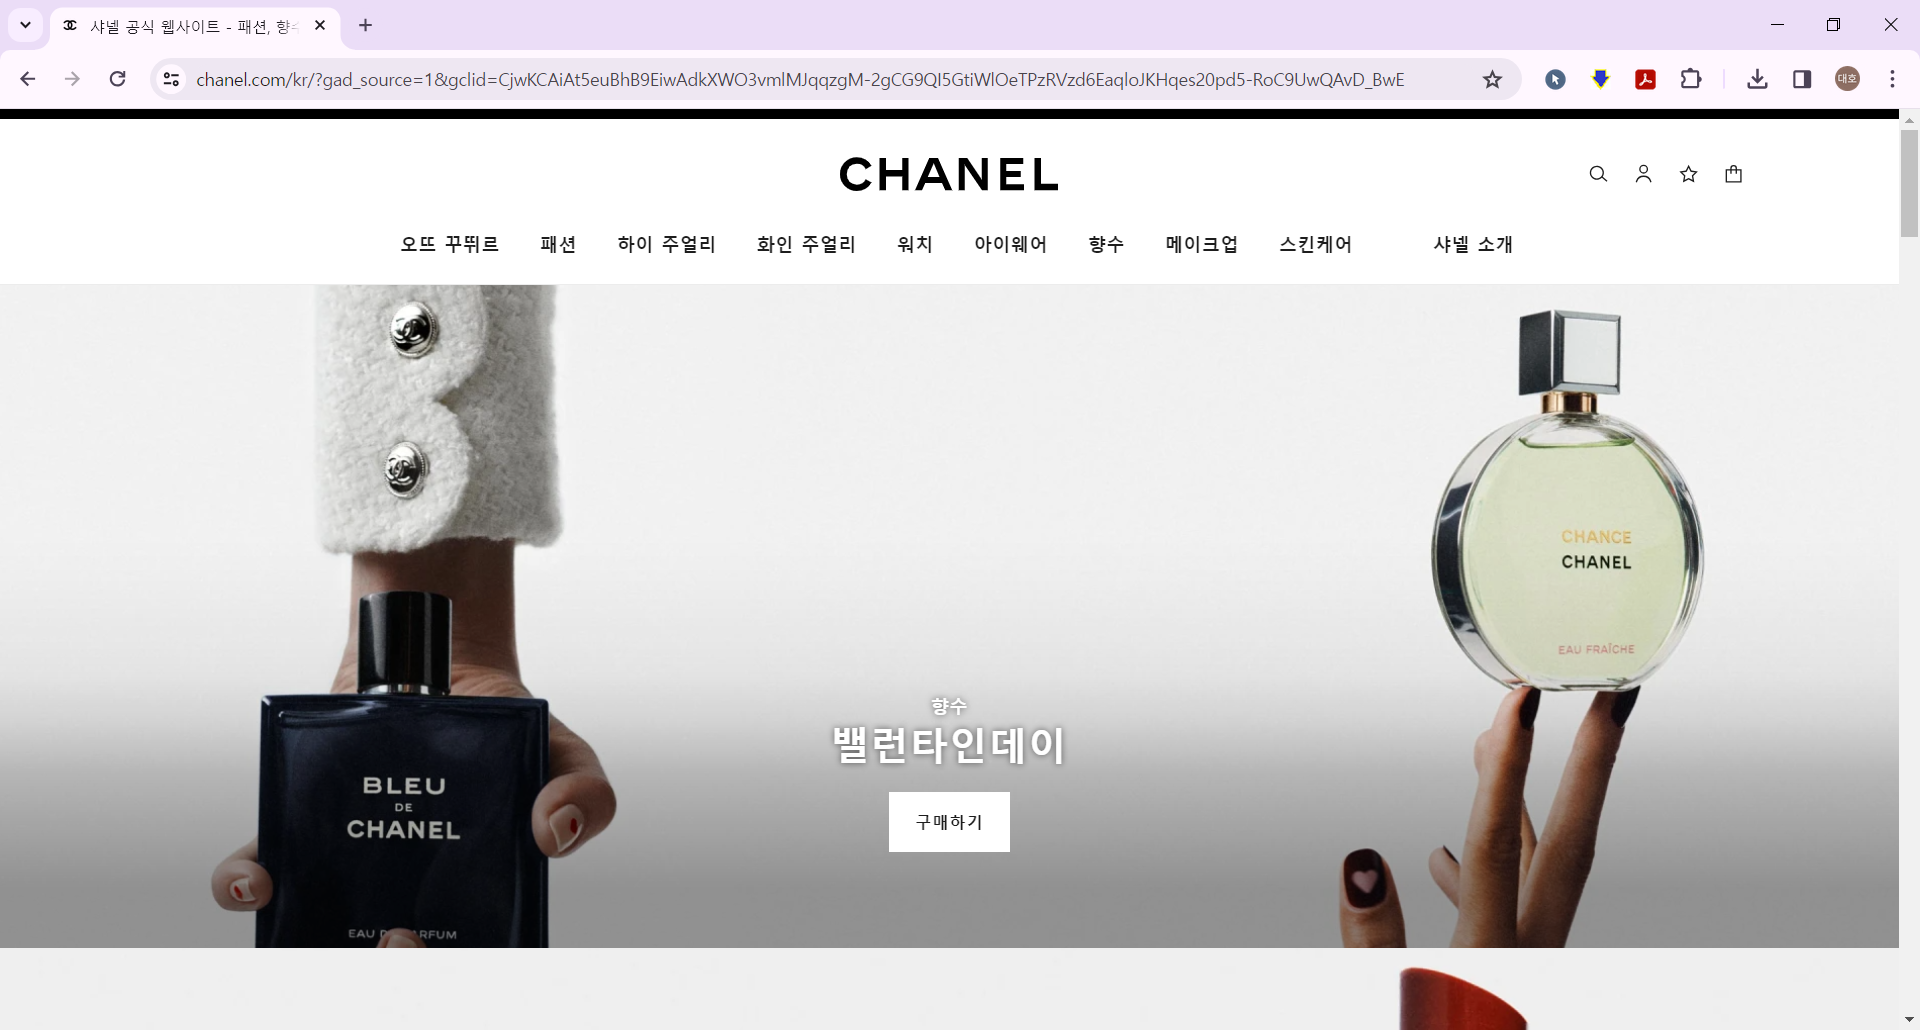 샤넬 공식 웹사이트 - 패션, 향수
chanel.com/kr/?gad_source=1&gclid=CjwKCAiAt5euBhB9EiwAdkXWO3vmlMJqqzgM-2gCG9QI5GtiWlOeTPzRVzd6EaqloJKHqes20pd5-RoC9UwQAvD_BwE
대호
CHANEL
오뜨 꾸뛰르 패션 하이 주얼리 화인 주얼리 워치 아이웨어 향수 메이크업 스킨케어 샤넬 소개
CHANCE
CHANEL
EAU FRAÎCHE
향수
밸런타인데이
구매하기
BLEU
DE
CHANEL
EAU